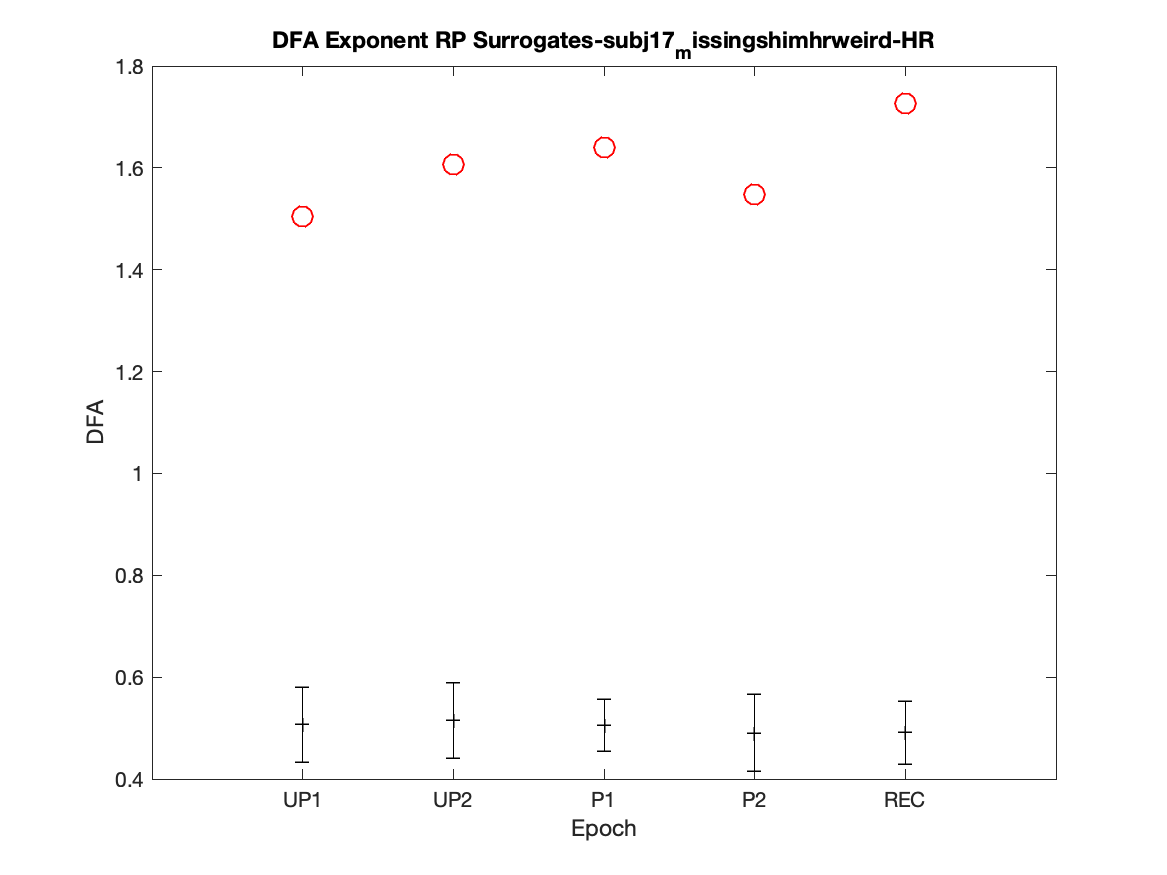 DFA Exponent RP Surrogates-subj17missingshimhrweird-HR
1.8
1.6
1.4
1.2
1
0.8
0.6
0.4
DFA
UP1 UP2 P1 P2 REC
Epoch